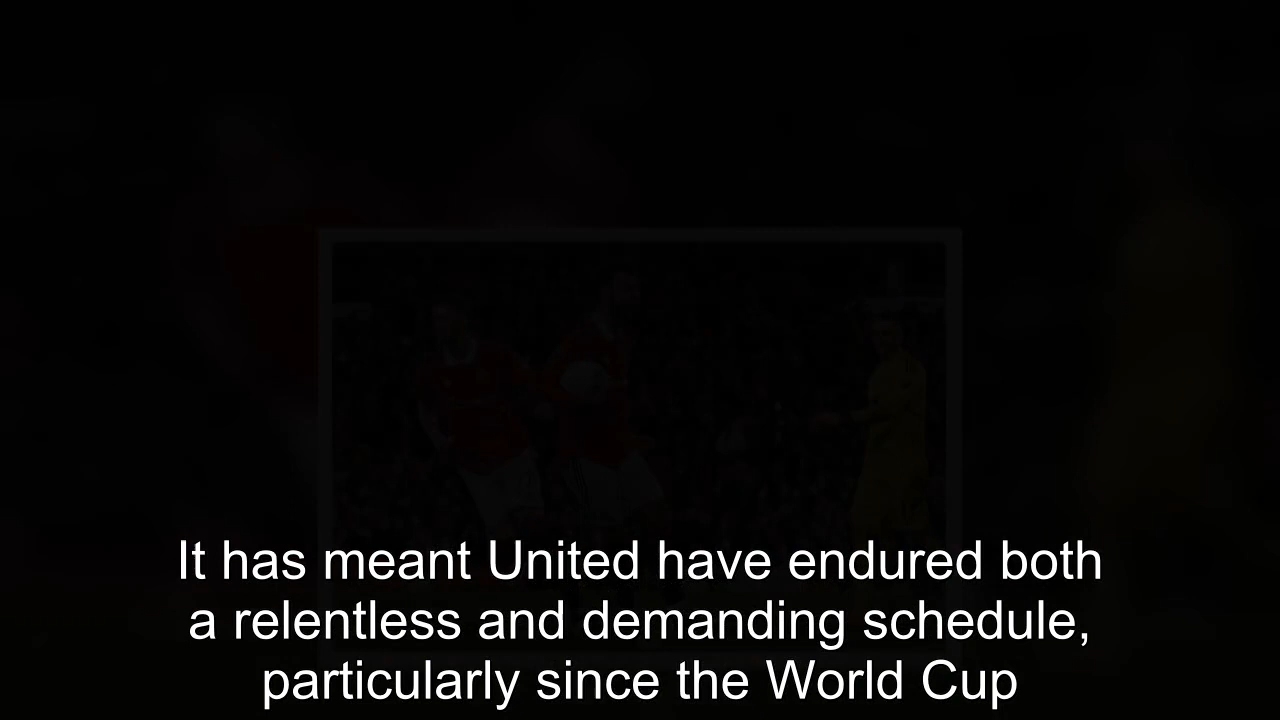 It has meant United have endured both
a relentless and demanding schedule,
particularly since the World Cup